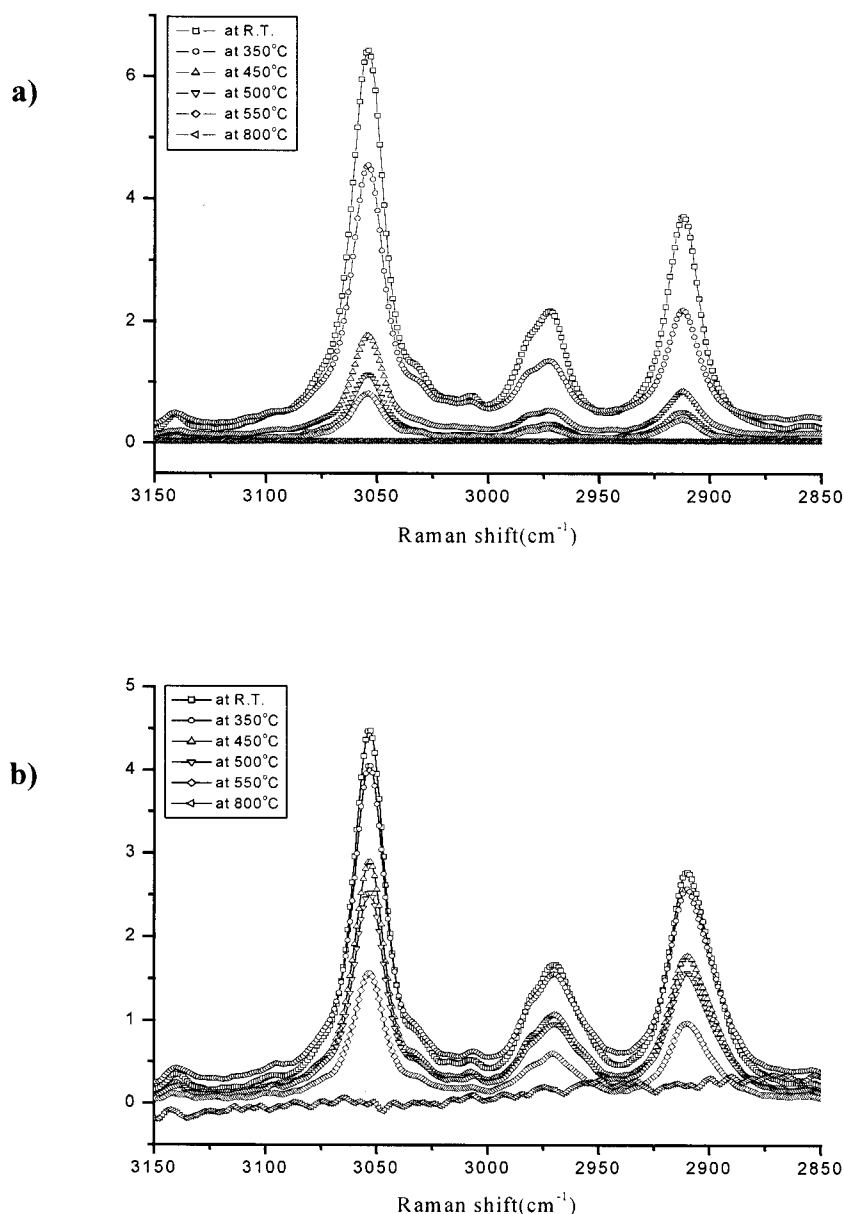 a)
at R.T.
at 350°C
at 450°C
at 500°C
at 550°C
at 800°C
6
4
2
0
3150 3100 3050 3000 2950 2900 2850
Raman shift(cm⁻¹)
b)
at R.T.
at 350°C
at 450°C
at 500°C
at 550°C
at 800°C
5
4
3
2
1
0
3150 3100 3050 3000 2950 2900 2850
Raman shift(cm⁻¹)